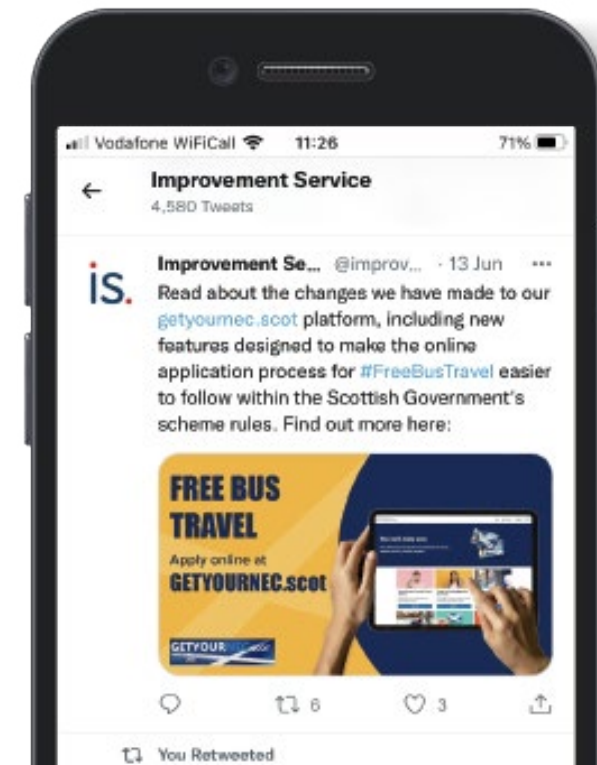 Vodafone WiFiCall 11:26 71%
Improvement Service
4,580 Tweets
is.
Improvement Se... @improv... · 13 Jun
Read about the changes we have made to our
getyournec.scot platform, including new
features designed to make the online
application process for #FreeBusTravel easier
to follow within the Scottish Government's
scheme rules. Find out more here:
FREE BUS
TRAVEL
Apply online at
GETYOURNEC.scot
GETYOURNEC.scot
6 3
You Retweeted